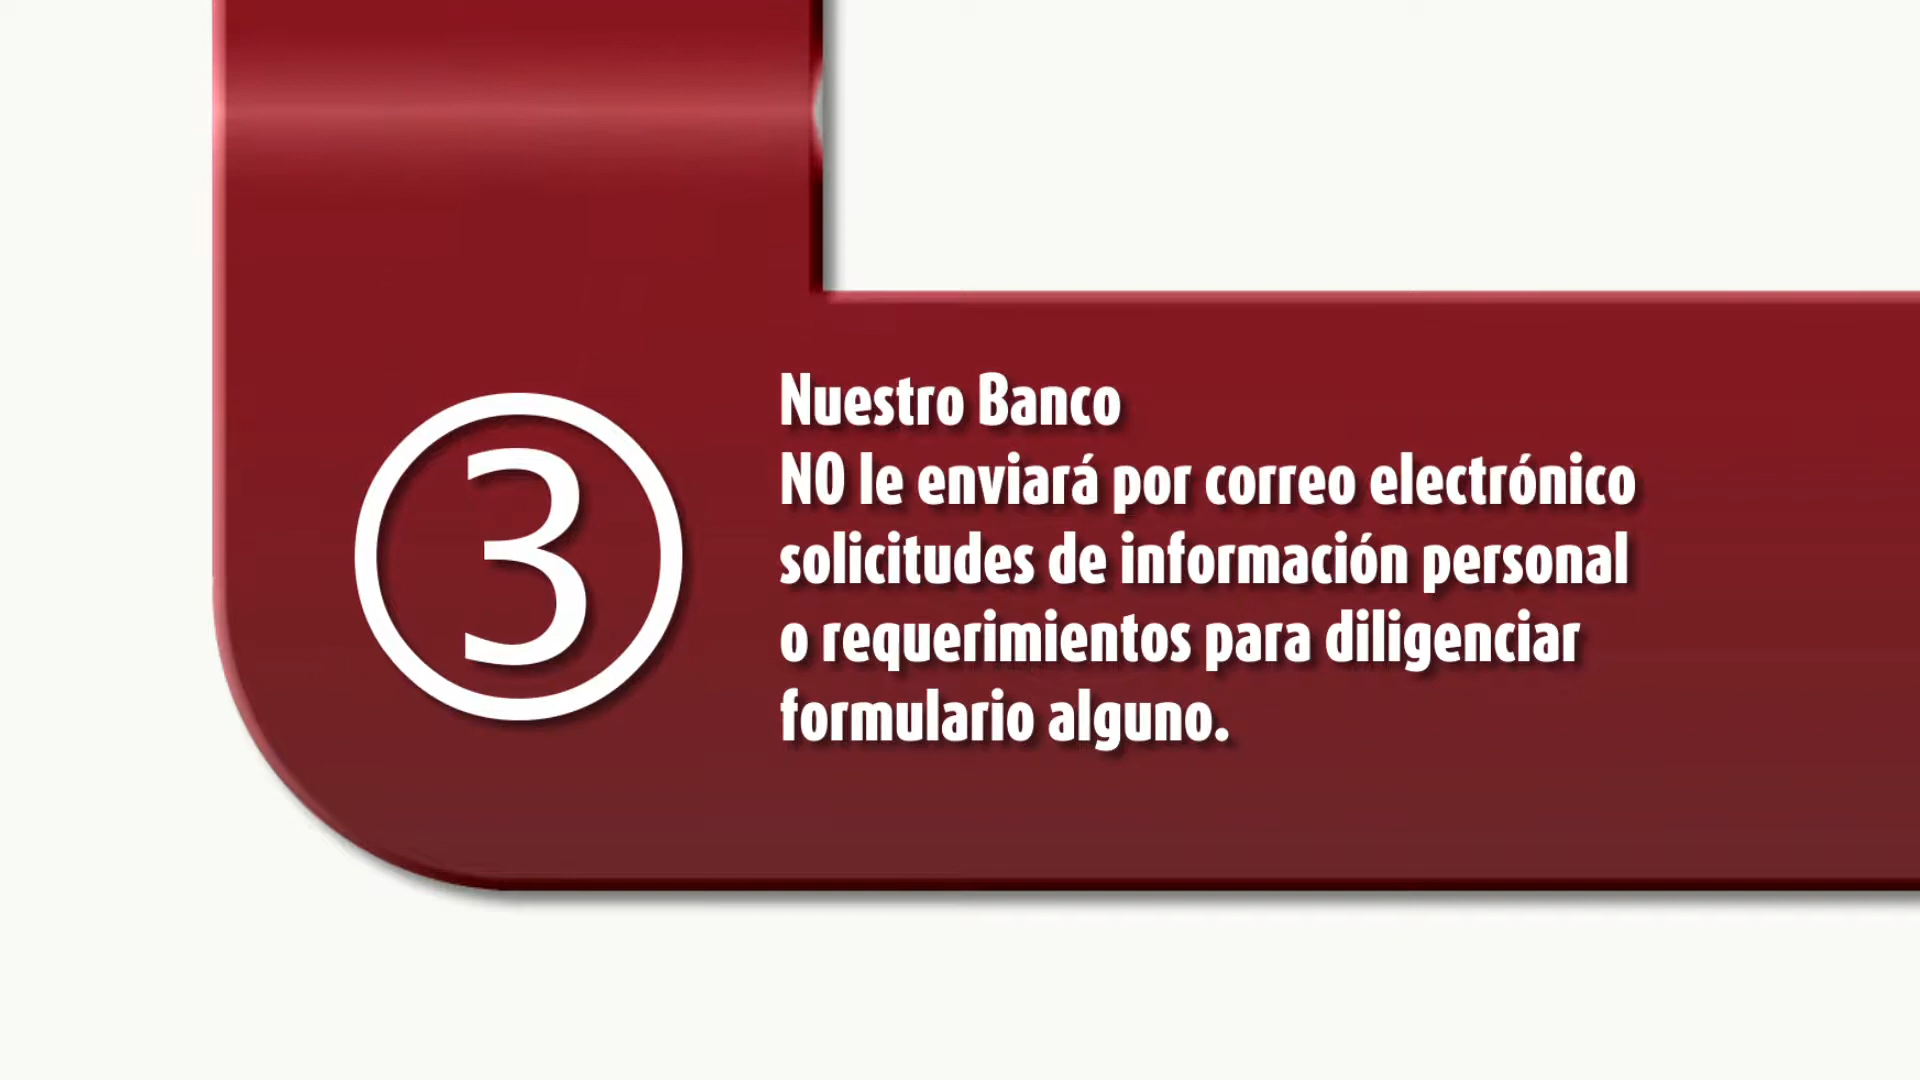 3
Nuestro Banco
NO le enviará por correo electrónico
solicitudes de información personal
o requerimientos para diligenciar
formulario alguno.